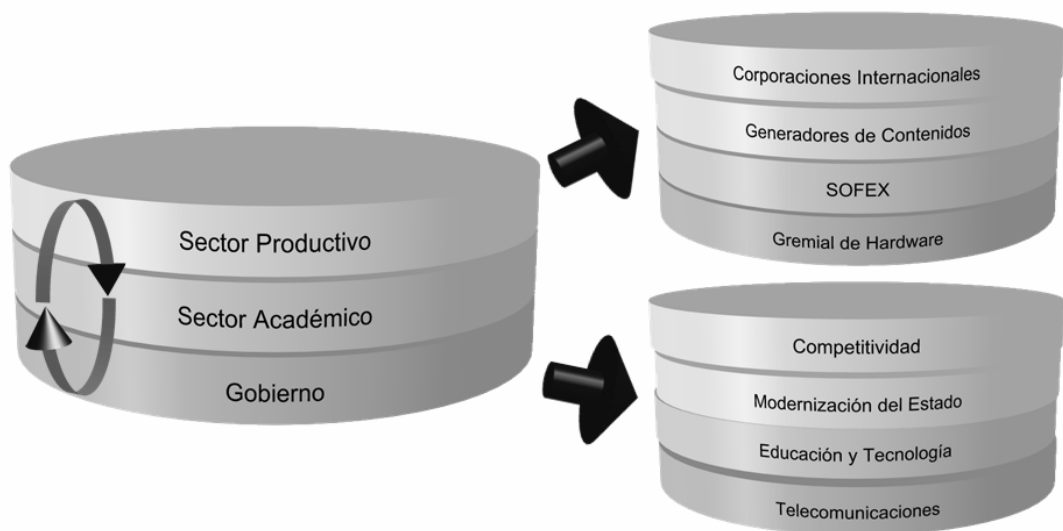 Sector Productivo
Sector Académico
Gobierno
Corporaciones Internacionales
Generadores de Contenidos
SOFEX
Gremial de Hardware
Competitividad
Modernización del Estado
Educación y Tecnología
Telecomunicaciones